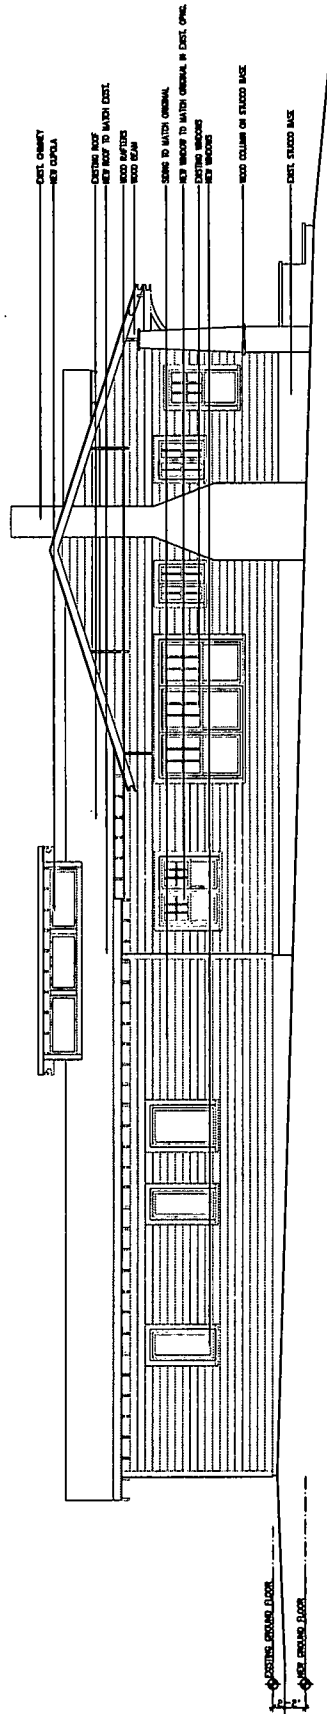 EXIST. CHIMNEY
NEW CUPOLA
EXISTING ROOF
NEW ROOF TO MATCH EXIST.
WOOD RAFTERS
WOOD BEAM
SIDING TO MATCH ORIGINAL
NEW WINDOW TO MATCH ORIGINAL IN EXIST. OPNG.
EXISTING WINDOWS
NEW WINDOWS
WOOD COLUMN ON STUCCO BASE
EXIST. STUCCO BASE
EXISTING GROUND FLOOR
NEW GROUND FLOOR